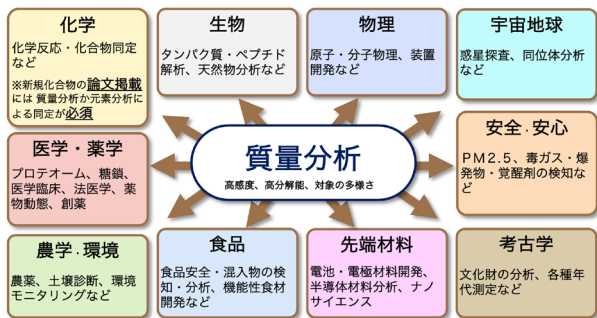 化学
化学反応・化合物同定
など
※新規化合物の論文掲載
には 質量分析か元素分析に
よる同定が必須
生物
タンパク質・ペプチド
解析、天然物分析など
物理
原子・分子物理、装置
開発など
宇宙地球
惑星探査、同位体分析
など
医学・薬学
プロテオーム、糖鎖、
医学臨床、法医学、薬
物動態、創薬
質量分析
高感度、高分解能、対象の多様さ
安全・安心
ＰＭ２.５、毒ガス・爆
発物・覚醒剤の検知な
ど
農学・環境
農薬、土壌診断、環境
モニタリングなど
食品
食品安全・混入物の検
知・分析、機能性食材
開発など
先端材料
電池・電極材料開発、
半導体材料分析、ナノ
サイエンス
考古学
文化財の分析、各種年
代測定など